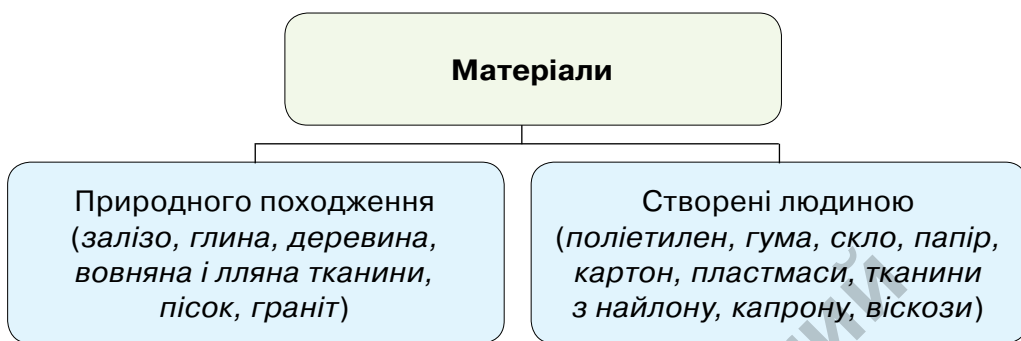 Матеріали
Природного походження
(залізо, глина, деревина,
вовняна і лляна тканини,
пісок, граніт)
Створені людиною
(поліетилен, гума, скло, папір,
картон, пластмаси, тканини
з найлону, капрону, віскози)